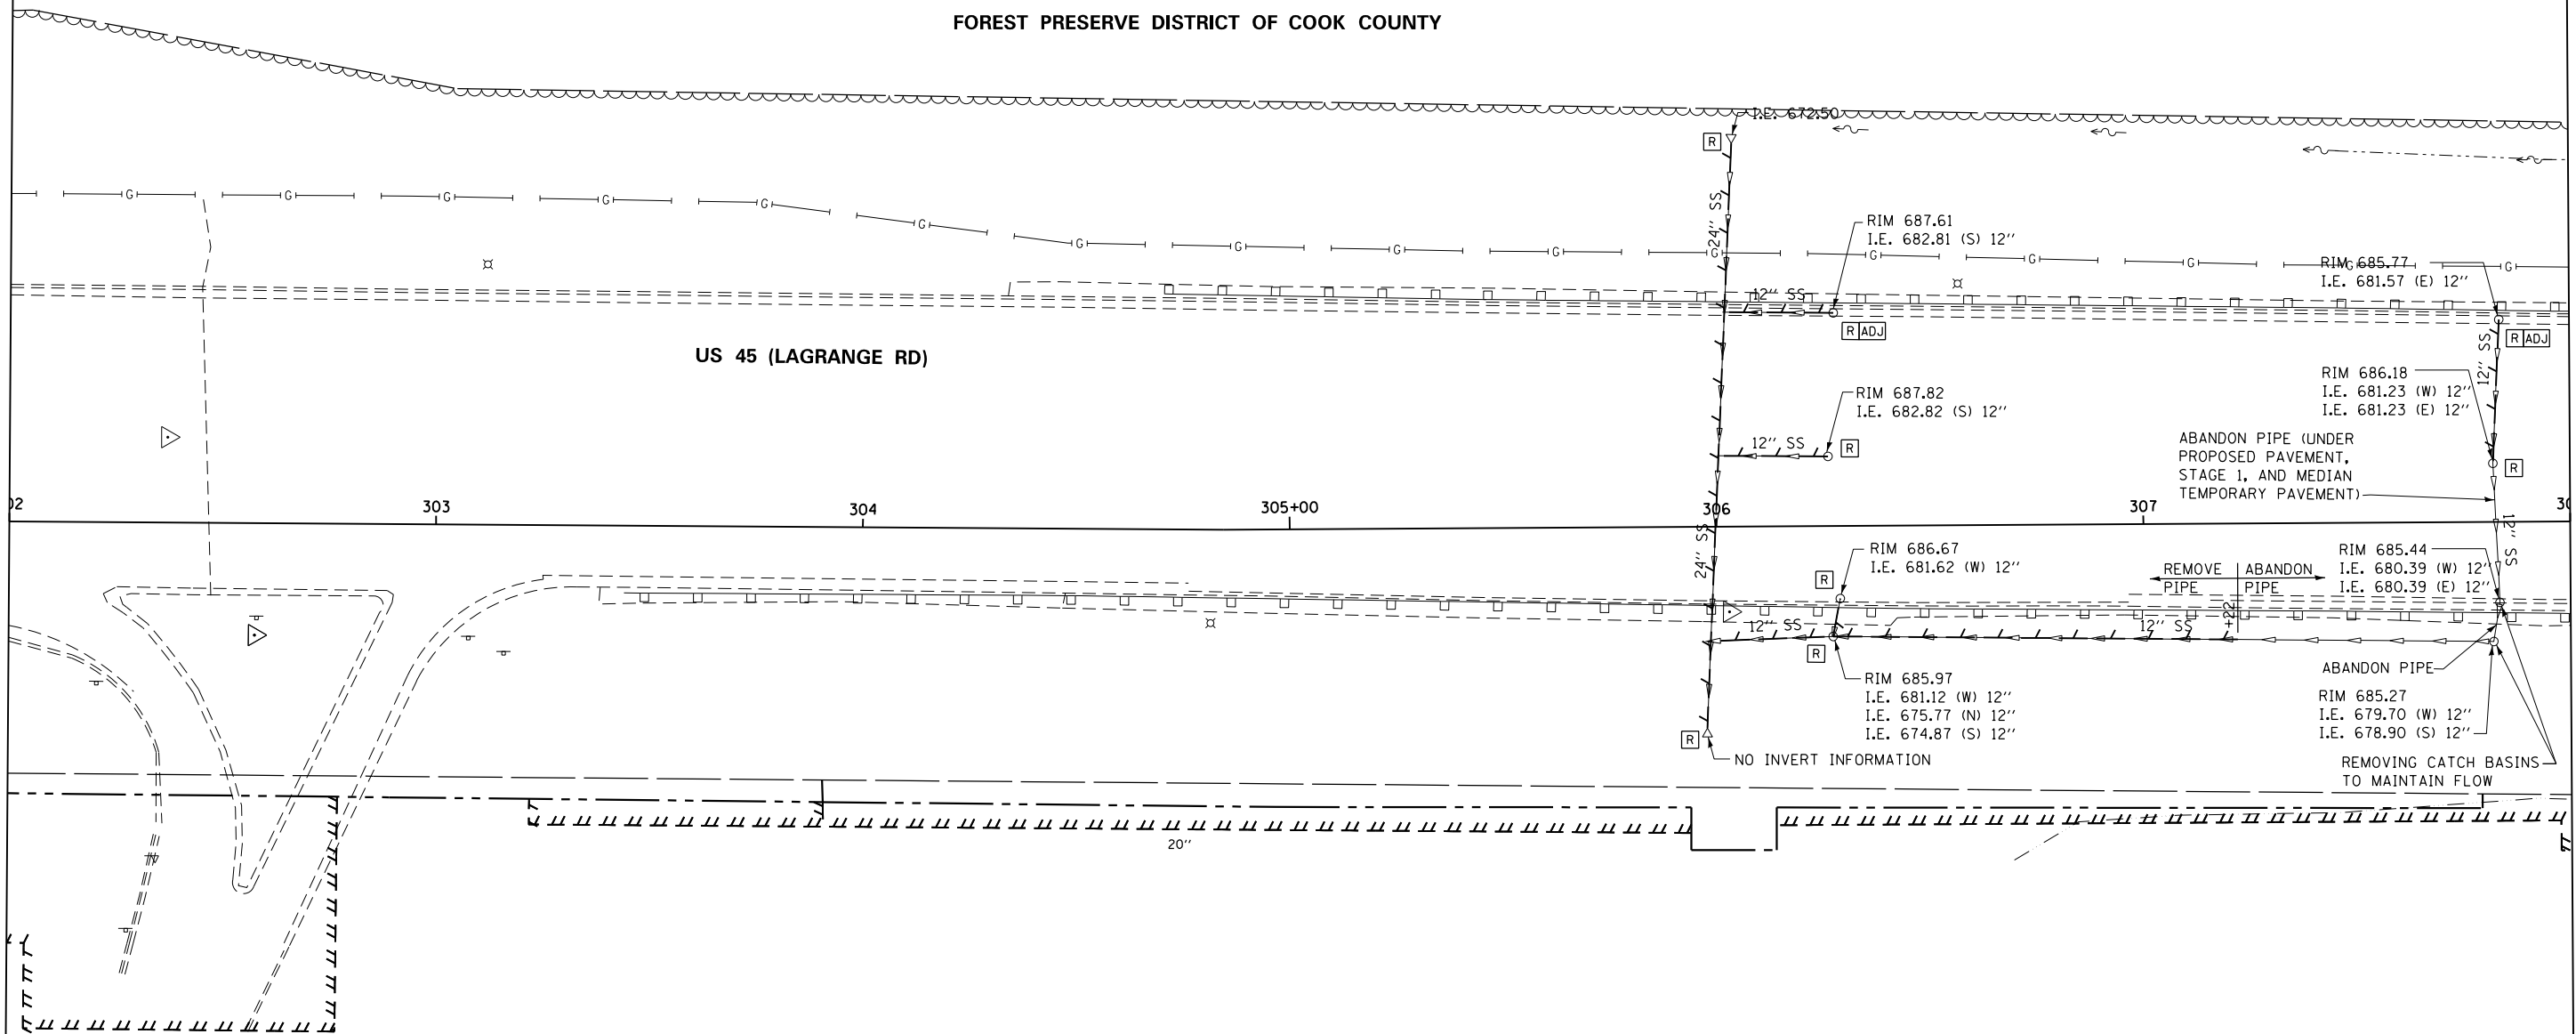 FOREST PRESERVE DISTRICT OF COOK COUNTY
I.E. 672.50
R
24'' SS
G G G G G G G G G G G G G G G G
RIM 687.61
I.E. 682.81 (S) 12''
12'' SS
R ADJ
RIM 685.77
I.E. 681.57 (E) 12''
R ADJ
12'' SS
US 45 (LAGRANGE RD)
RIM 687.82
I.E. 682.82 (S) 12''
12'' SS
R
RIM 686.18
I.E. 681.23 (W) 12''
I.E. 681.23 (E) 12''
R
ABANDON PIPE (UNDER
PROPOSED PAVEMENT,
STAGE 1, AND MEDIAN
TEMPORARY PAVEMENT)
02 303 304 305+00 306 307 30
24'' SS
12'' SS
RIM 686.67
I.E. 681.62 (W) 12''
R
REMOVE
PIPE
ABANDON
PIPE
+22
RIM 685.44
I.E. 680.39 (W) 12''
I.E. 680.39 (E) 12''
12'' SS
12'' SS
R
RIM 685.97
I.E. 681.12 (W) 12''
I.E. 675.77 (N) 12''
I.E. 674.87 (S) 12''
ABANDON PIPE
RIM 685.27
I.E. 679.70 (W) 12''
I.E. 678.90 (S) 12''
R
NO INVERT INFORMATION
REMOVING CATCH BASINS
TO MAINTAIN FLOW
20''